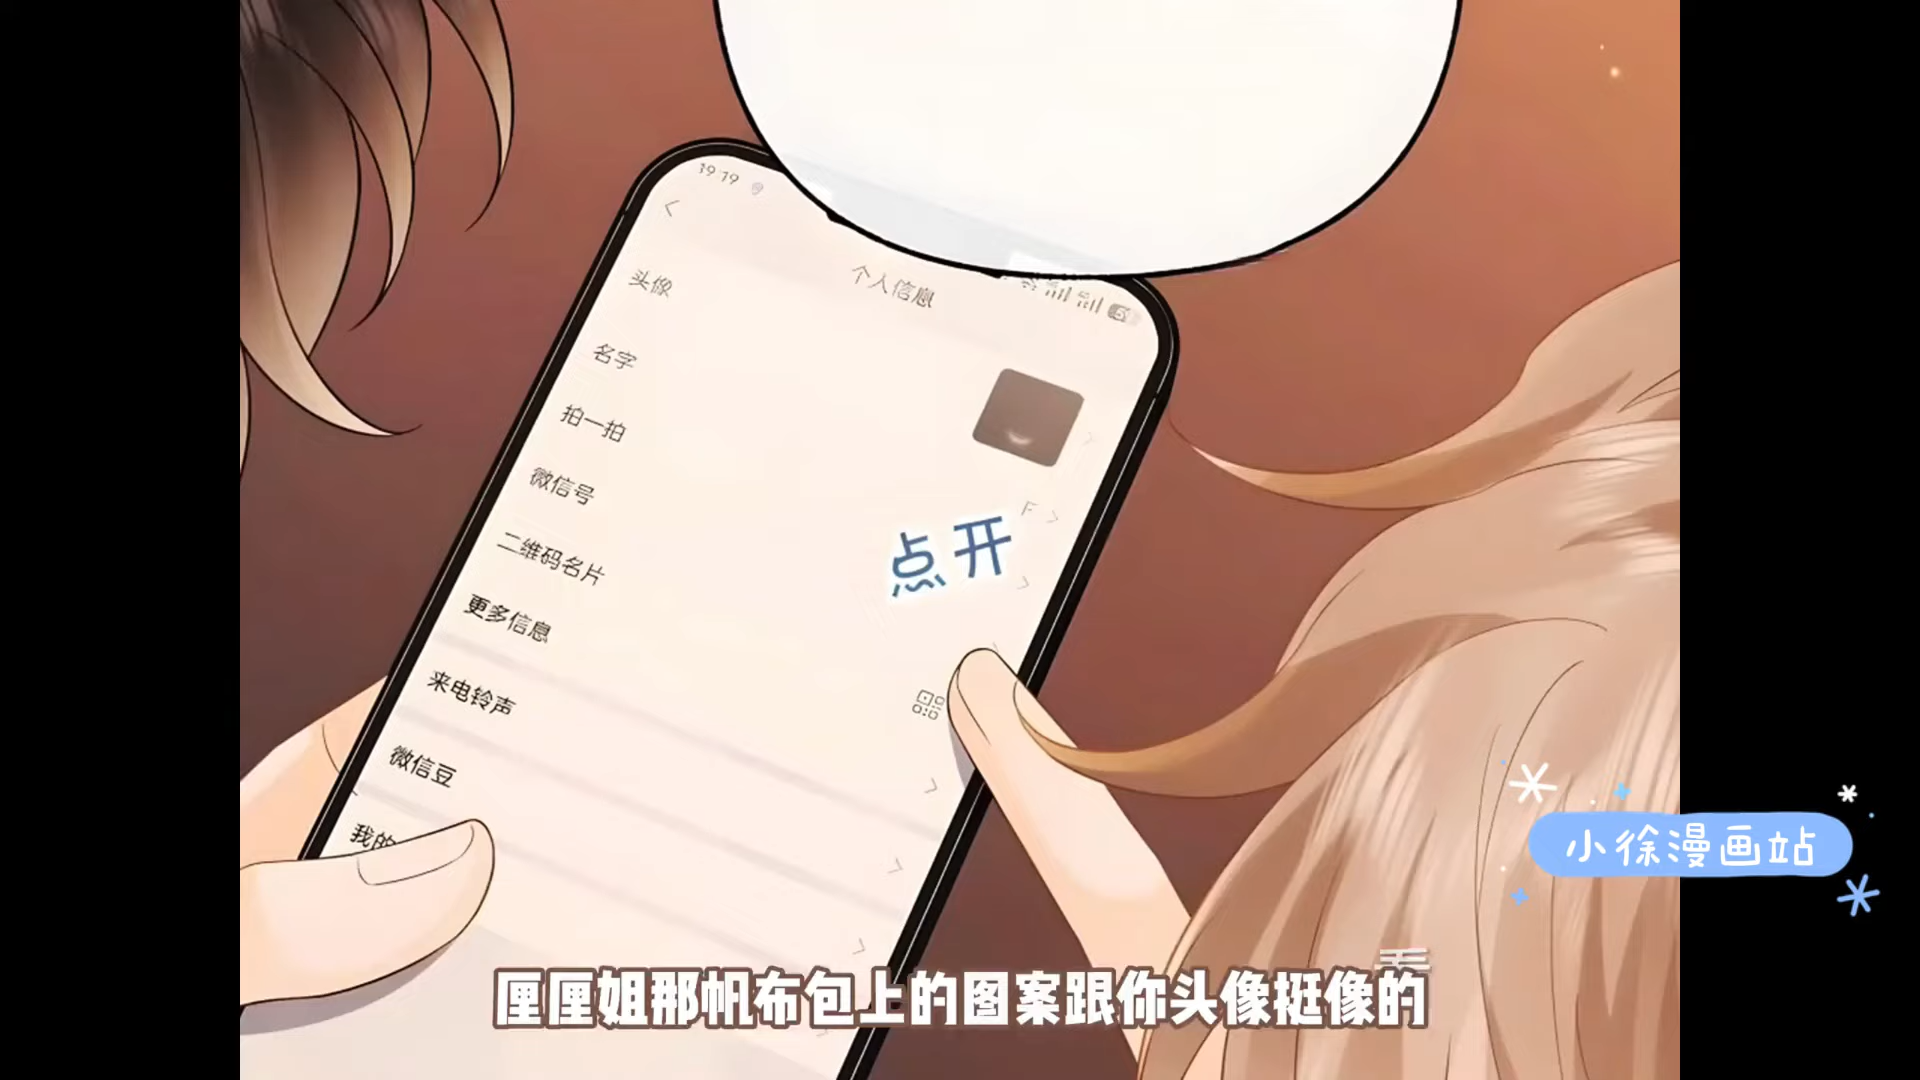 19:19
个人信息
头像
名字
F
拍一拍
微信号
点开
二维码名片
更多信息
来电铃声
微信豆
我的
小徐漫画站
厘厘姐那帆布包上的图案跟你头像挺像的